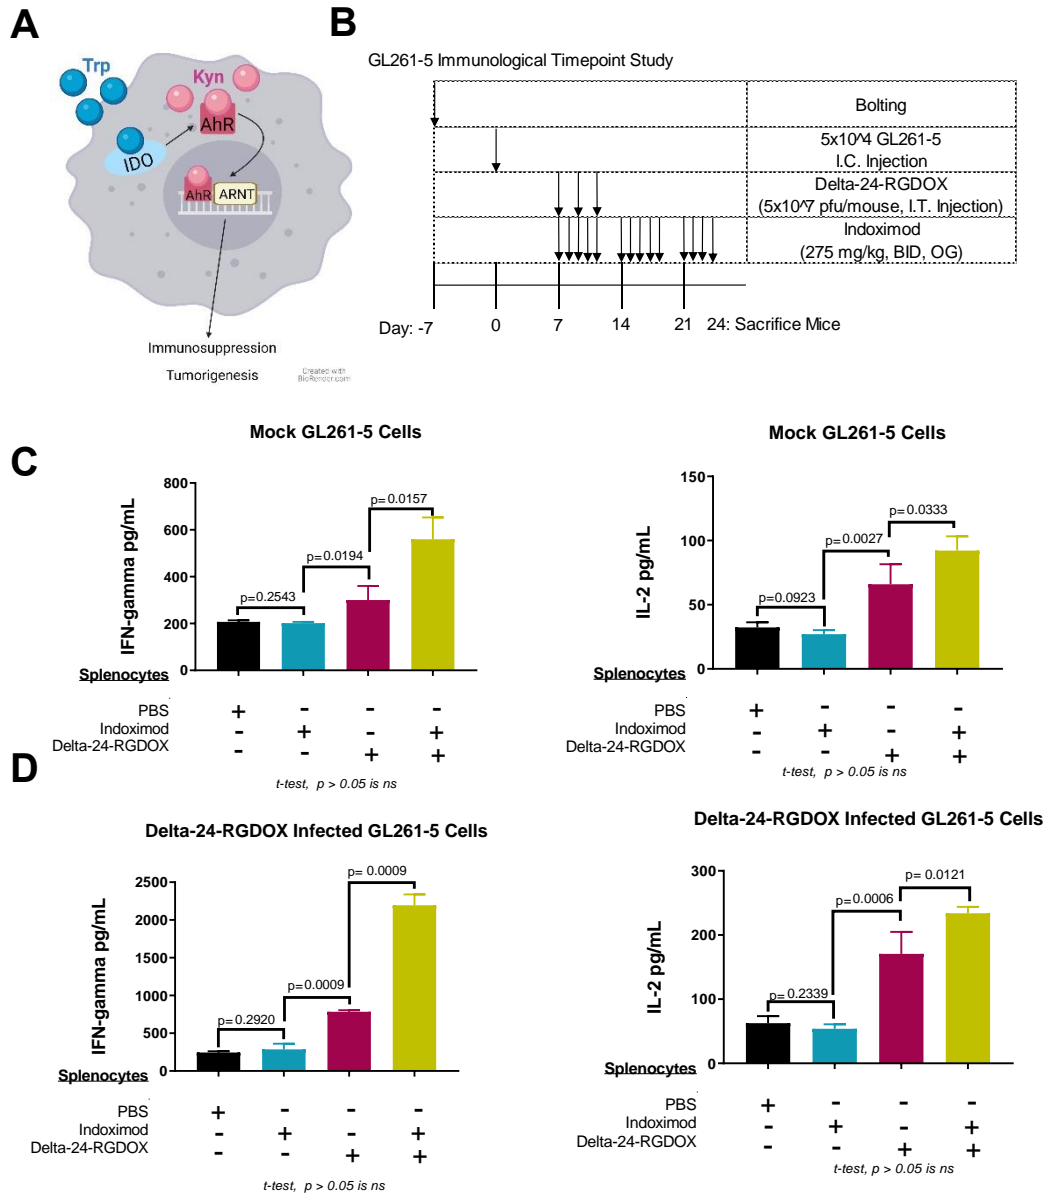 A
Trp
Kyn
AhR
IDO
AhR
ARNT
Immunosuppression
Tumorigenesis
Created with
BioRender.com
B
GL261-5 Immunological Timepoint Study
Bolting
5x10^4 GL261-5
I.C. Injection
Delta-24-RGDOX
(5x10^7 pfu/mouse, I.T. Injection)
Indoximod
(275 mg/kg, BID, OG)
Day: -7 0 7 14 21 24: Sacrifice Mice
C
Mock GL261-5 Cells
IFN-gamma pg/mL
800
600
400
200
0
p=0.2543
p=0.0194
p=0.0157
Splenocytes
PBS + - - -
Indoximod - + - +
Delta-24-RGDOX - - + +
t-test, p > 0.05 is ns
Mock GL261-5 Cells
IL-2 pg/mL
150
100
50
0
p=0.0923
p=0.0027
p=0.0333
Splenocytes
PBS + - - -
Indoximod - + - +
Delta-24-RGDOX - - + +
t-test, p > 0.05 is ns
D
Delta-24-RGDOX Infected GL261-5 Cells
IFN-gamma pg/mL
2500
2000
1500
1000
500
0
p=0.2920
p=0.0009
p= 0.0009
Splenocytes
PBS + - - -
Indoximod - + - +
Delta-24-RGDOX - - + +
t-test, p > 0.05 is ns
Delta-24-RGDOX Infected GL261-5 Cells
IL-2 pg/mL
300
200
100
0
p= 0.2339
p= 0.0006
p= 0.0121
Splenocytes
PBS + - - -
Indoximod - + - +
Delta-24-RGDOX - - + +
t-test, p > 0.05 is ns